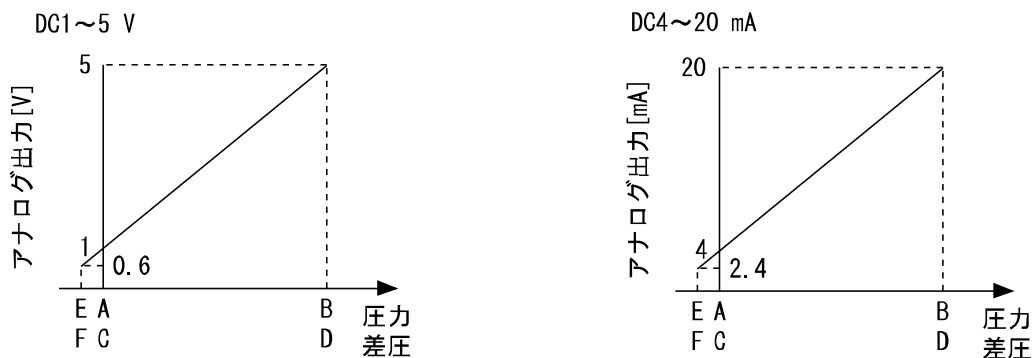 DC1～5 V
アナログ出力[V]
5
1
0.6
E A
B
圧力
F C
D
差圧
DC4～20 mA
アナログ出力[mA]
20
4
2.4
E A
B
圧力
F C
D
差圧